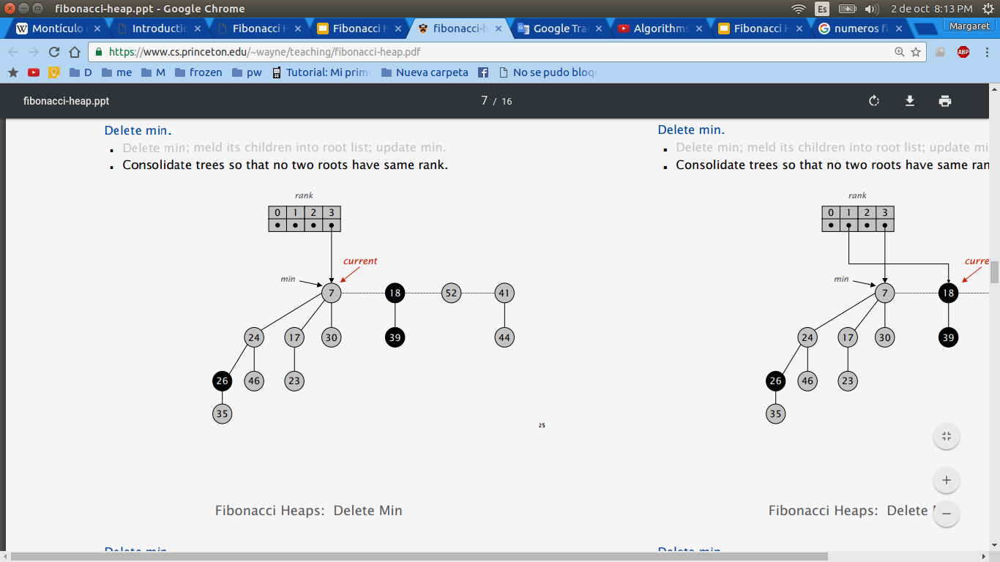 fibonacci-heap.ppt - Google Chrome
Es
2 de oct 8:13 PM
Montículo
Introductio
Fibonacci H
Fibonacci H
fibonacci-h
Google Tra
Algorithms
Fibonacci H
numeros fi
Margaret
https://www.cs.princeton.edu/~wayne/teaching/fibonacci-heap.pdf
ABP
D
me
M
frozen
pw
Tutorial: Mi prim
Nueva carpeta
No se pudo bloq
fibonacci-heap.ppt
7 / 16
Delete min.
Delete min; meld its children into root list; update min.
Consolidate trees so that no two roots have same rank.
rank
0 1 2 3
current
min
7 18 52 41
24 17 30 39 44
26 46 23
35
25
Fibonacci Heaps: Delete Min
Delete min.
Delete min; meld its children into root list; update mi
Consolidate trees so that no two roots have same ran
rank
0 1 2 3
curre
min
7 18
24 17 30 39
26 46 23
35
Fibonacci Heaps: Delete
Delete min
Delete min